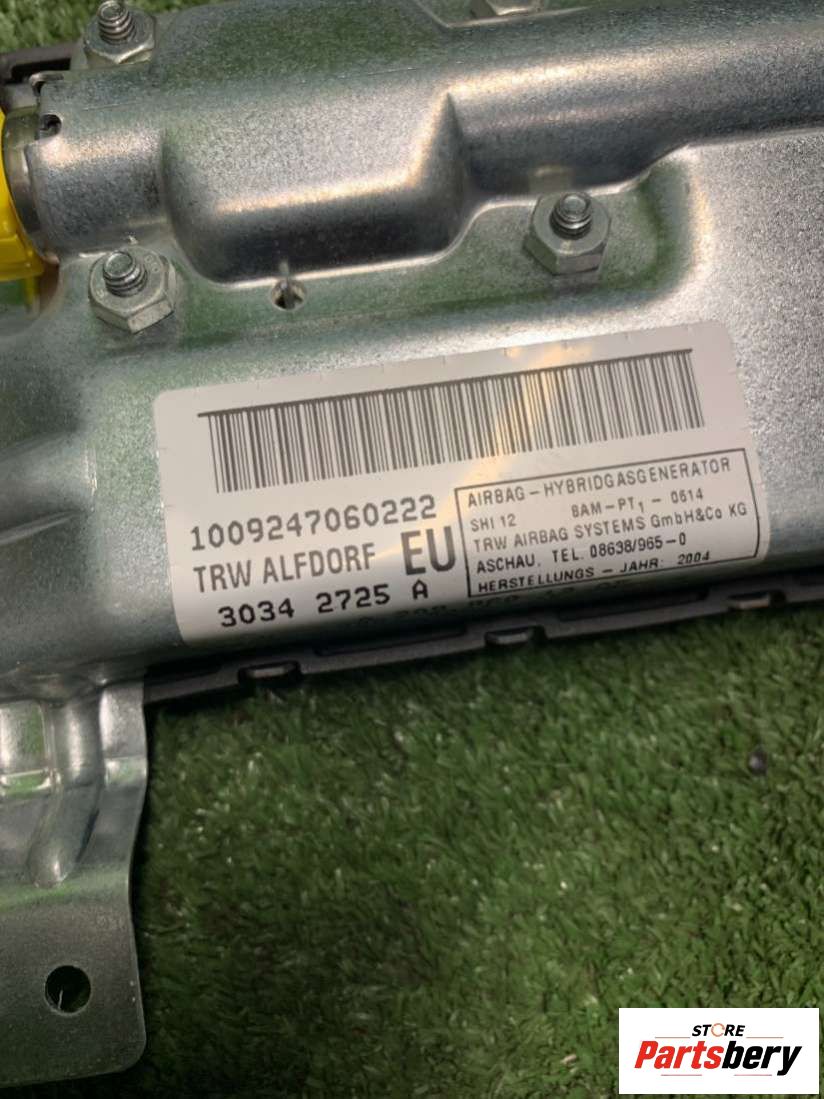 1009247060222
TRW ALFDORF EU
3034 2725 A
AIRBAG - HYBRIDGASGENERATOR
SHI 12 BAM-PT1 - 0614
TRW AIRBAG SYSTEMS GmbH&Co KG
ASCHAU. TEL. 08638/965-0
HERSTELLUNGS - JAHR: 2004
STORE
Partsbery